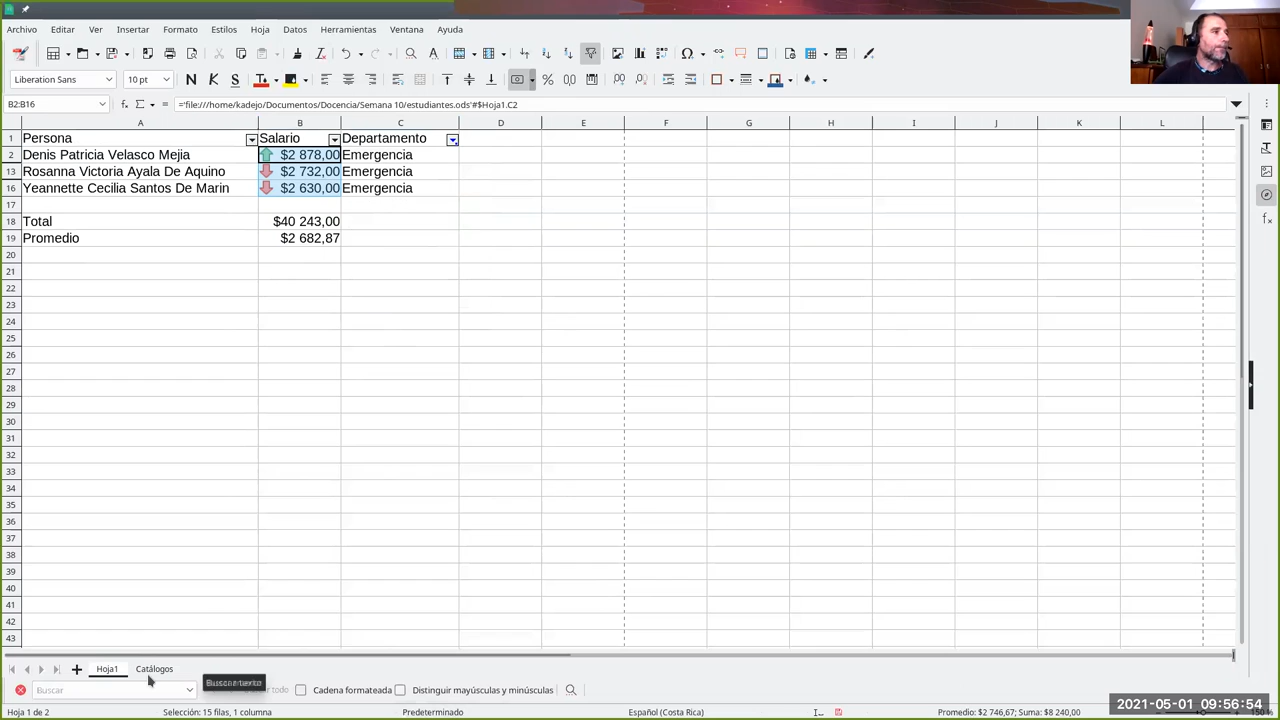 Archivo Editar Ver Insertar Formato Estilos Hoja Datos Herramientas Ventana Ayuda
Liberation Sans 10 pt
B2:B16 ='file:///home/kadejo/Documentos/Docencia/Semana 10/estudiantes.ods'#$Hoja1.C2
A B C D E F G H I J K L
1 Persona Salario Departamento
2 Denis Patricia Velasco Mejia $2 878,00 Emergencia
13 Rosanna Victoria Ayala De Aquino $2 732,00 Emergencia
16 Yeannette Cecilia Santos De Marin $2 630,00 Emergencia
17
18 Total $40 243,00
19 Promedio $2 682,87
20
21
22
23
24
25
26
27
28
29
30
31
32
33
34
35
36
37
38
39
40
41
42
43
Hoja1 Catálogos
Buscar todo Cadena formateada Distinguir mayúsculas y minúsculas
Hoja 1 de 2 Selección: 15 filas, 1 columna Predeterminado Español (Costa Rica) Promedio: $2 746,67; Suma: $8 240,00
2021-05-01 09:56:54